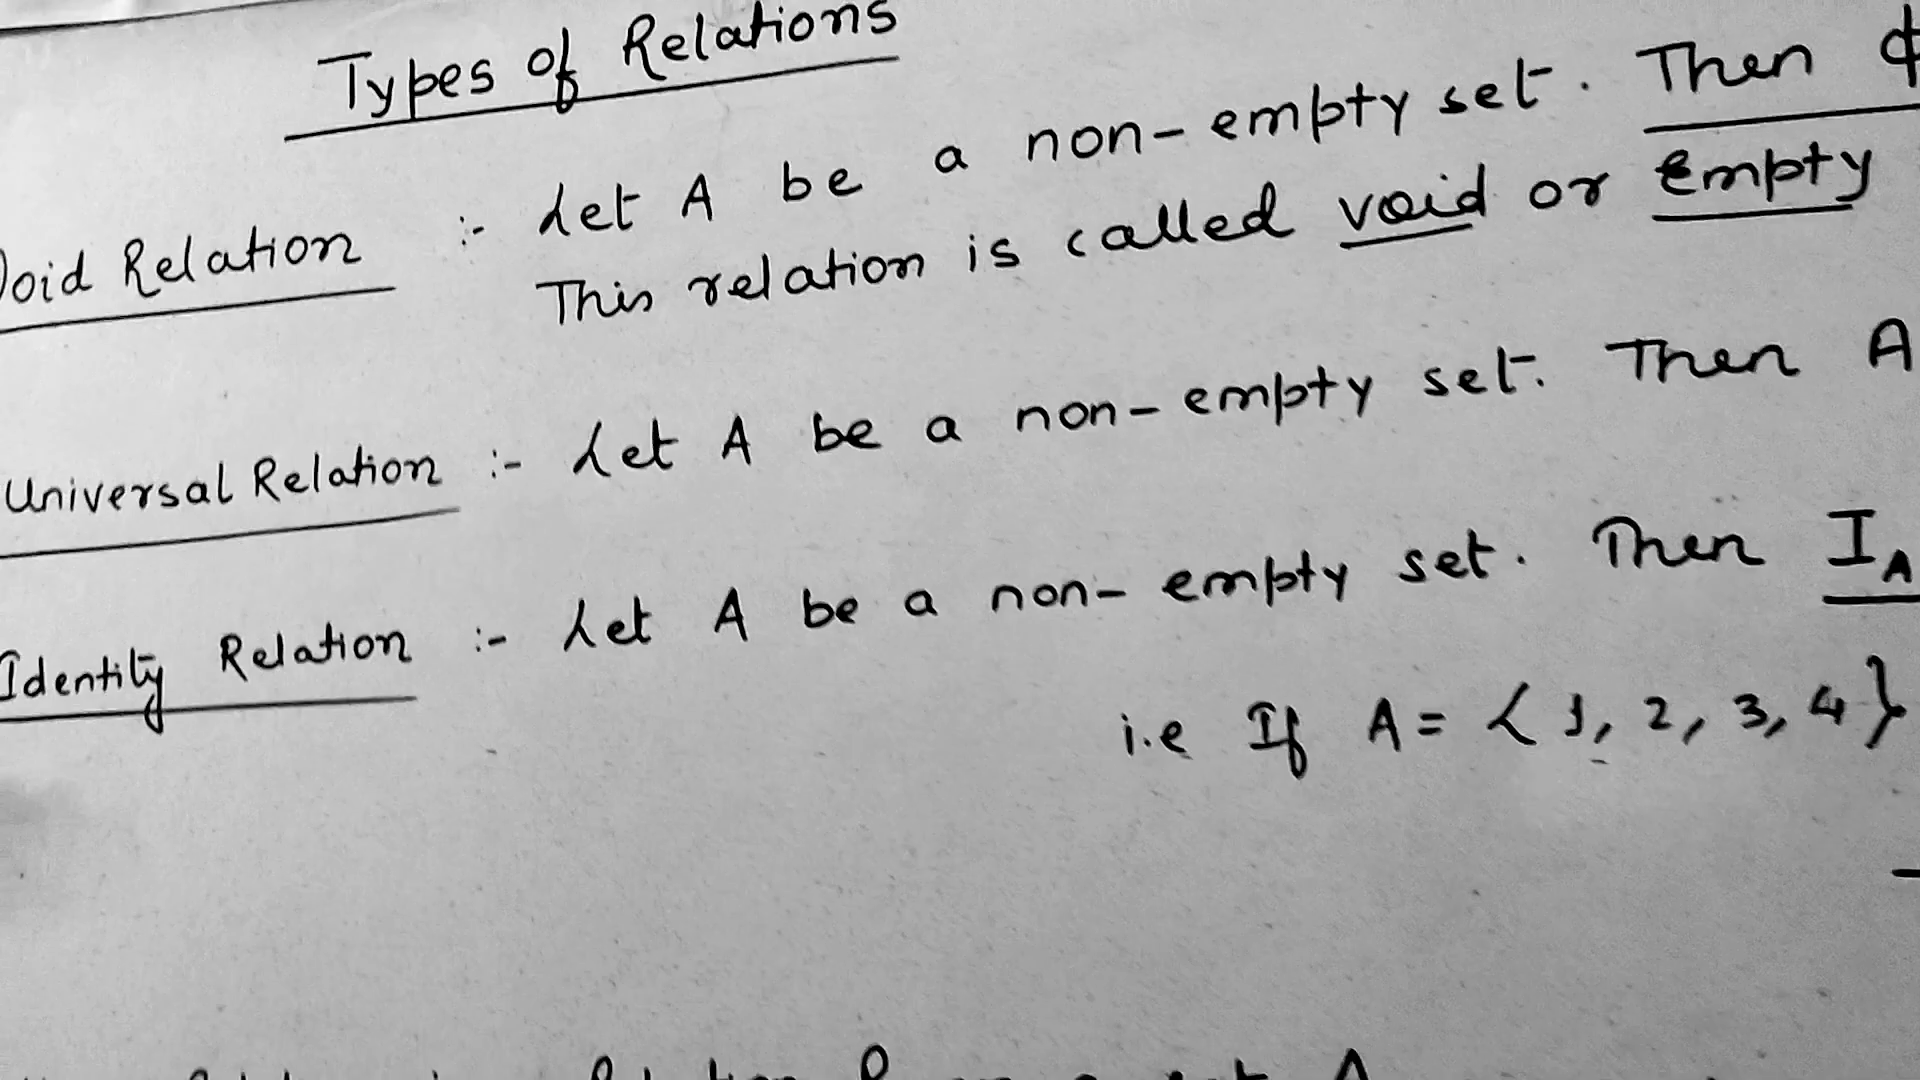 Types of Relations
Void Relation :- Let A be a non-empty set. Then ϕ
This relation is called void or empty
Universal Relation :- Let A be a non-empty set. Then A
Identity Relation :- Let A be a non-empty set. Then I_A
i.e If A = {1, 2, 3, 4}